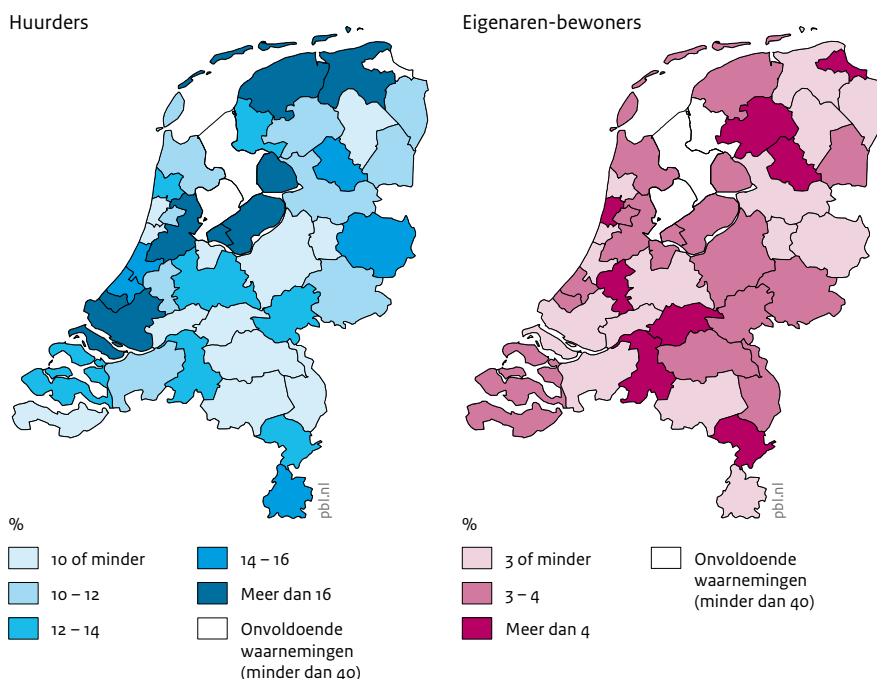 Huurders
Eigenaren-bewoners
pbl.nl
pbl.nl
%
10 of minder
10 – 12
12 – 14
14 – 16
Meer dan 16
Onvoldoende
waarnemingen
(minder dan 40)
%
3 of minder
3 – 4
Meer dan 4
Onvoldoende
waarnemingen
(minder dan 40)